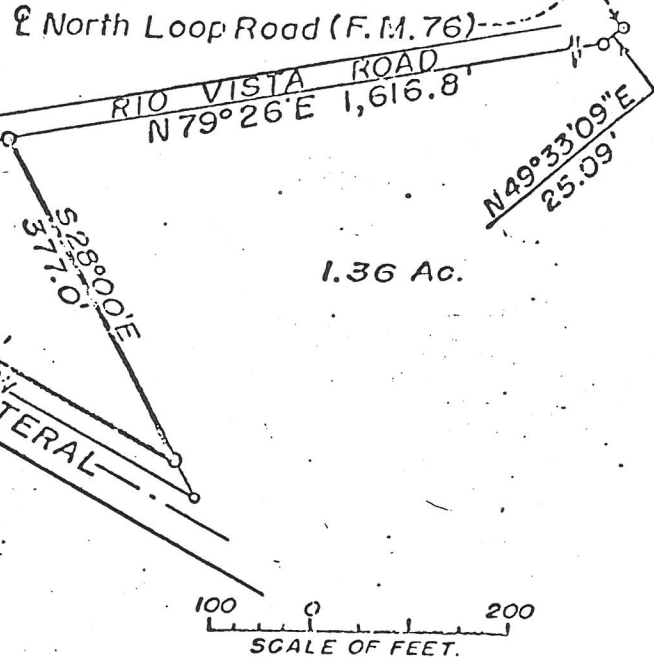 ℄ North Loop Road (F.M. 76)
RIO VISTA ROAD
N 79°26'E 1,616.8'
N49°33'09"E
25.09'
S28°00'E
377.0'
1.36 Ac.
TERAL
100 0 200
SCALE OF FEET.